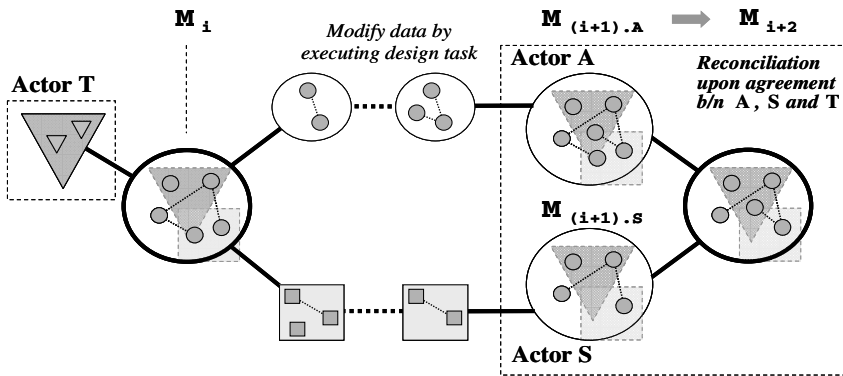 M i
Modify data by
executing design task
M (i+1).A
M i+2
Actor T
Actor A
Reconciliation
upon agreement
b/n A, S and T
M (i+1).S
Actor S